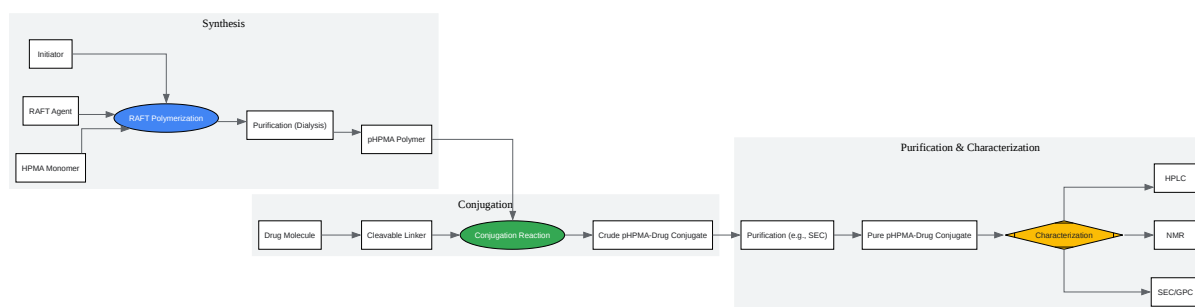 Synthesis
Initiator
RAFT Agent
HPMA Monomer
RAFT Polymerization
Purification (Dialysis)
pHPMA Polymer
Conjugation
Drug Molecule
Cleavable Linker
Conjugation Reaction
Crude pHPMA-Drug Conjugate
Purification & Characterization
Purification (e.g., SEC)
Pure pHPMA-Drug Conjugate
Characterization
HPLC
NMR
SEC/GPC